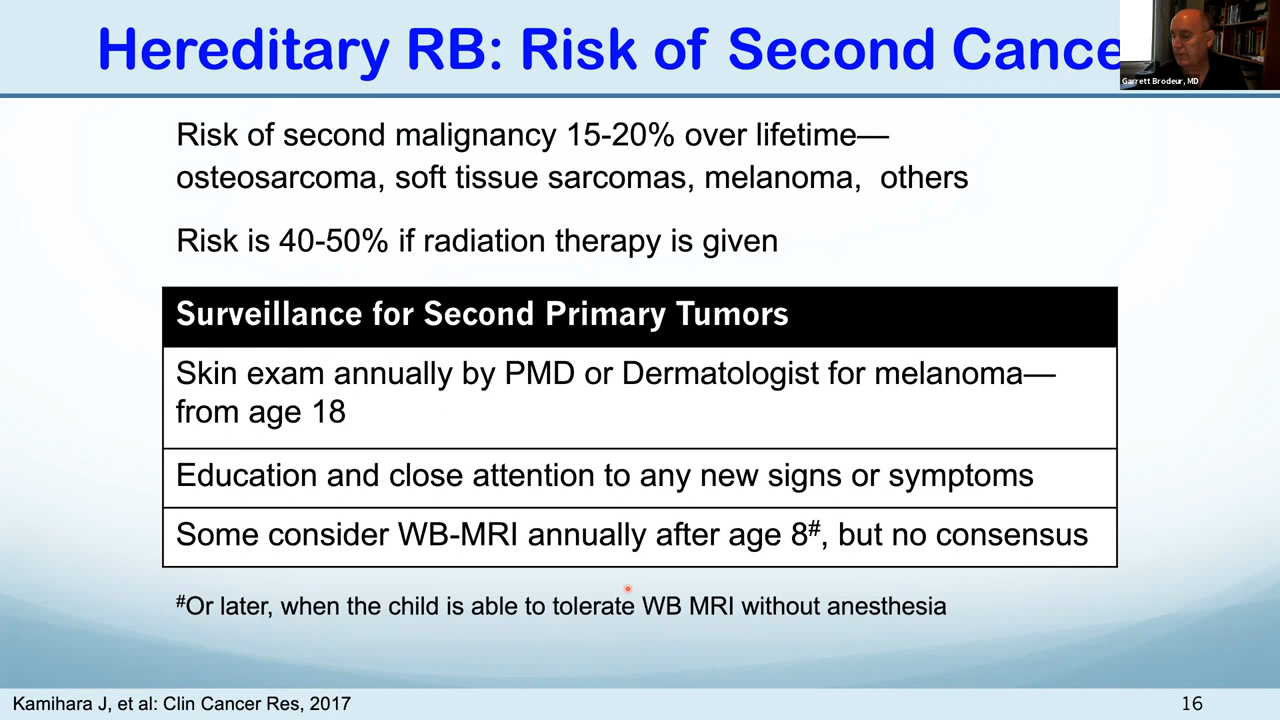 Hereditary RB: Risk of Second Cance
Garrett Brodeur, MD
Risk of second malignancy 15-20% over lifetime—
osteosarcoma, soft tissue sarcomas, melanoma, others
Risk is 40-50% if radiation therapy is given
Surveillance for Second Primary Tumors
Skin exam annually by PMD or Dermatologist for melanoma—
from age 18
Education and close attention to any new signs or symptoms
Some consider WB-MRI annually after age 8#, but no consensus
#Or later, when the child is able to tolerate WB MRI without anesthesia
Kamihara J, et al: Clin Cancer Res, 2017
16